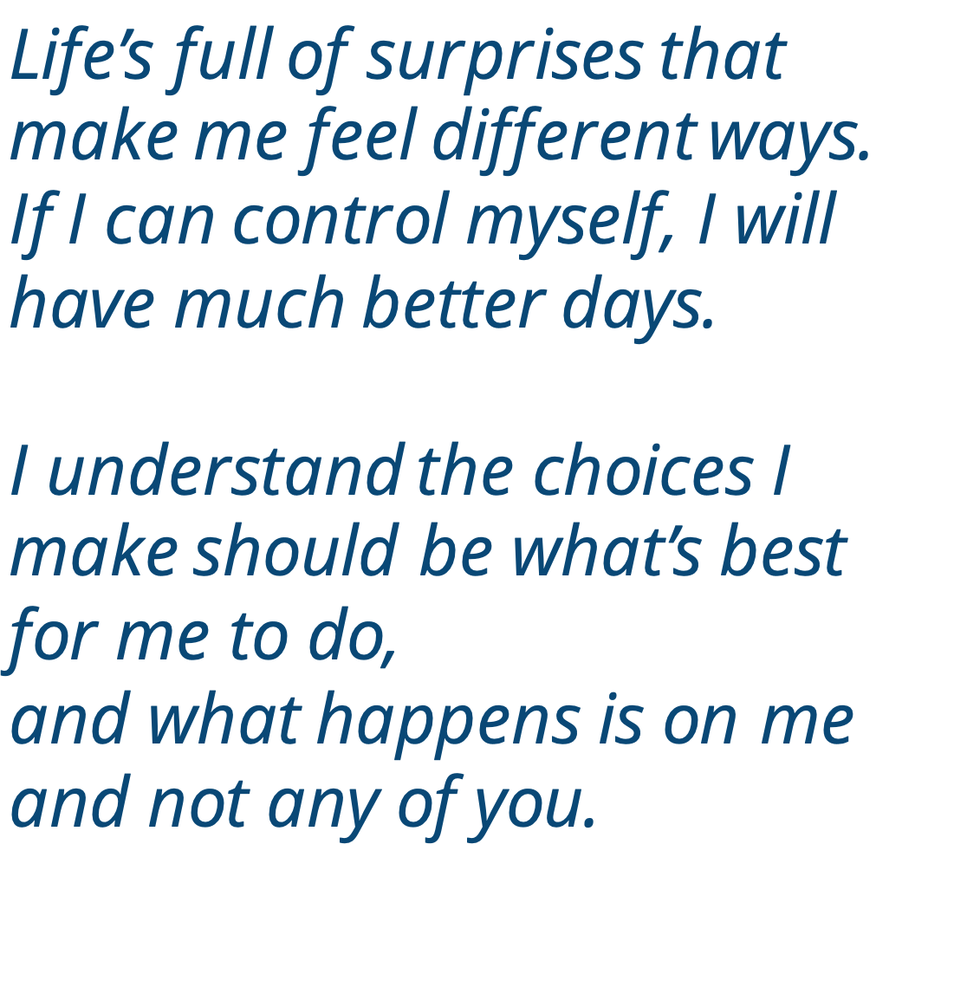 Life’s full of surprises that
make me feel different ways.
If I can control myself, I will
have much better days.
I understand the choices I
make should be what’s best
for me to do,
and what happens is on me
and not any of you.